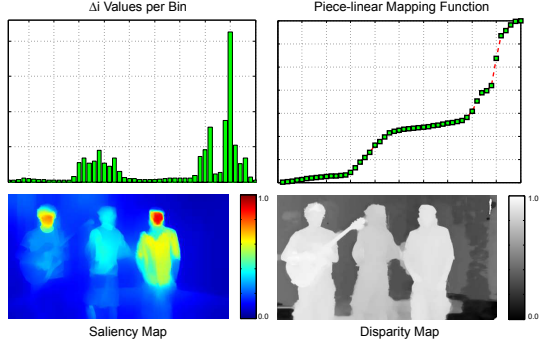 Δi Values per Bin
Piece-linear Mapping Function
1.0
0.0
1.0
0.0
Saliency Map
Disparity Map